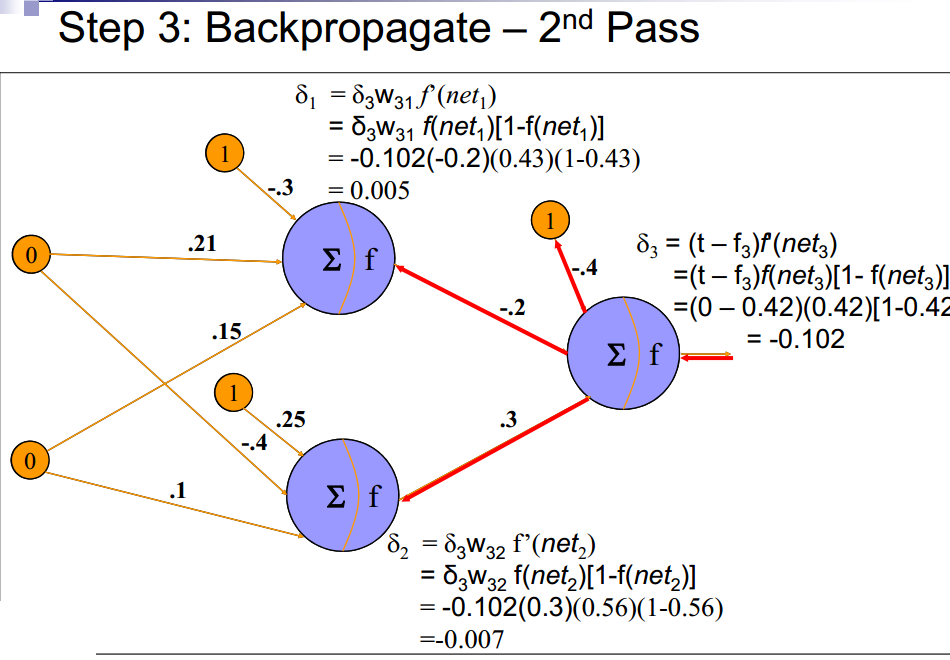 Step 3: Backpropagate – 2nd Pass
δ1 = δ3w31 f'(net1)
= δ3w31 f(net1)[1-f(net1)]
= -0.102(-0.2)(0.43)(1-0.43)
= 0.005
1
-.3
0
.21
Σ f
1
-.4
δ3 = (t – f3)f'(net3)
=(t – f3)f(net3)[1- f(net3)]
=(0 – 0.42)(0.42)[1-0.42
= -0.102
-.2
.15
Σ f
1
.25
-.4
.3
0
.1
Σ f
δ2 = δ3w32 f'(net2)
= δ3w32 f(net2)[1-f(net2)]
= -0.102(0.3)(0.56)(1-0.56)
=-0.007